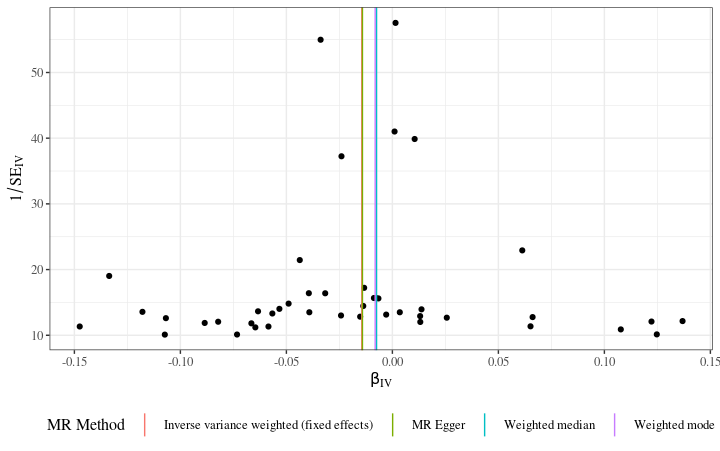 50
40
30
20
10
1/SE_IV
-0.15
-0.10
-0.05
0.00
0.05
0.10
0.15
β_IV
MR Method
Inverse variance weighted (fixed effects)
MR Egger
Weighted median
Weighted mode